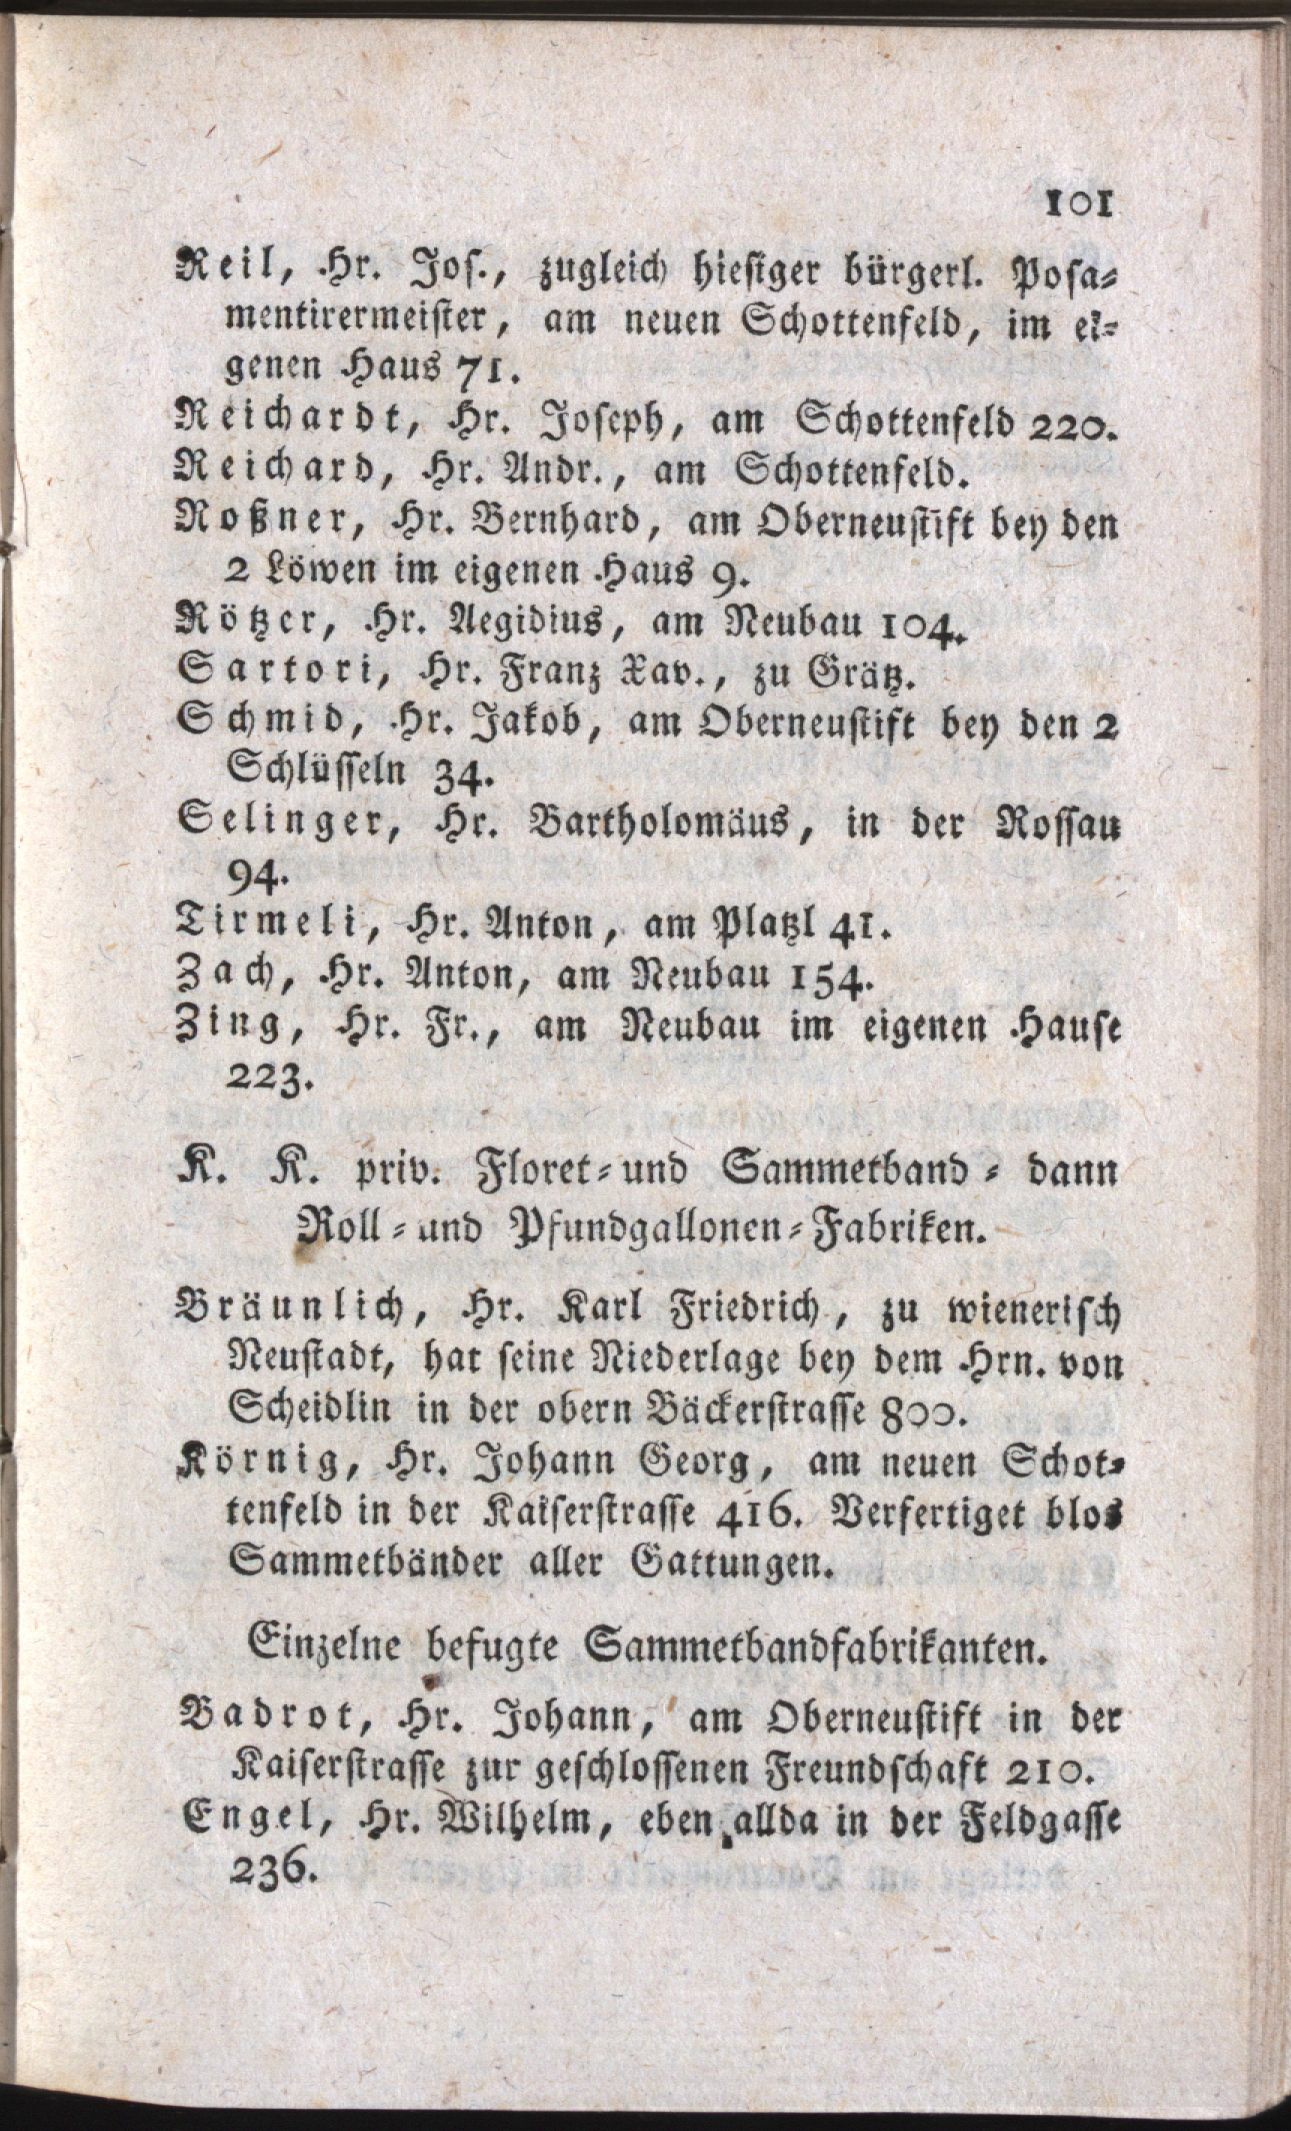 101
Reil, Hr. Jos., zugleich hiesiger bürgerl. Posa-
mentirermeister, am neuen Schottenfeld, im ei-
genen Haus 71.
Reichardt, Hr. Joseph, am Schottenfeld 220.
Reichard, Hr. Andr., am Schottenfeld.
Roßner, Hr. Bernhard, am Oberneustift bey den
2 Löwen im eigenen Haus 9.
Rötzer, Hr. Aegidius, am Neubau 104.
Sartori, Hr. Franz Xav., zu Grätz.
Schmid, Hr. Jakob, am Oberneustift bey den 2
Schlüsseln 34.
Selinger, Hr. Bartholomäus, in der Rossau
94.
Tirmeli, Hr. Anton, am Platzl 41.
Zach, Hr. Anton, am Neubau 154.
Zing, Hr. Fr., am Neubau im eigenen Hause
223.
K. K. priv. Floret- und Sammetband- dann
Roll- und Pfundgallonen-Fabriken.
Bräunlich, Hr. Karl Friedrich, zu wienerisch
Neustadt, hat seine Niederlage bey dem Hrn. von
Scheidlin in der obern Bäckerstrasse 800.
Körnig, Hr. Johann Georg, am neuen Schot-
tenfeld in der Kaiserstrasse 416. Verfertiget blos
Sammetbänder aller Gattungen.
Einzelne befugte Sammetbandfabrikanten.
Badrot, Hr. Johann, am Oberneustift in der
Kaiserstrasse zur geschlossenen Freundschaft 210.
Engel, Hr. Wilhelm, eben allda in der Feldgasse
236.